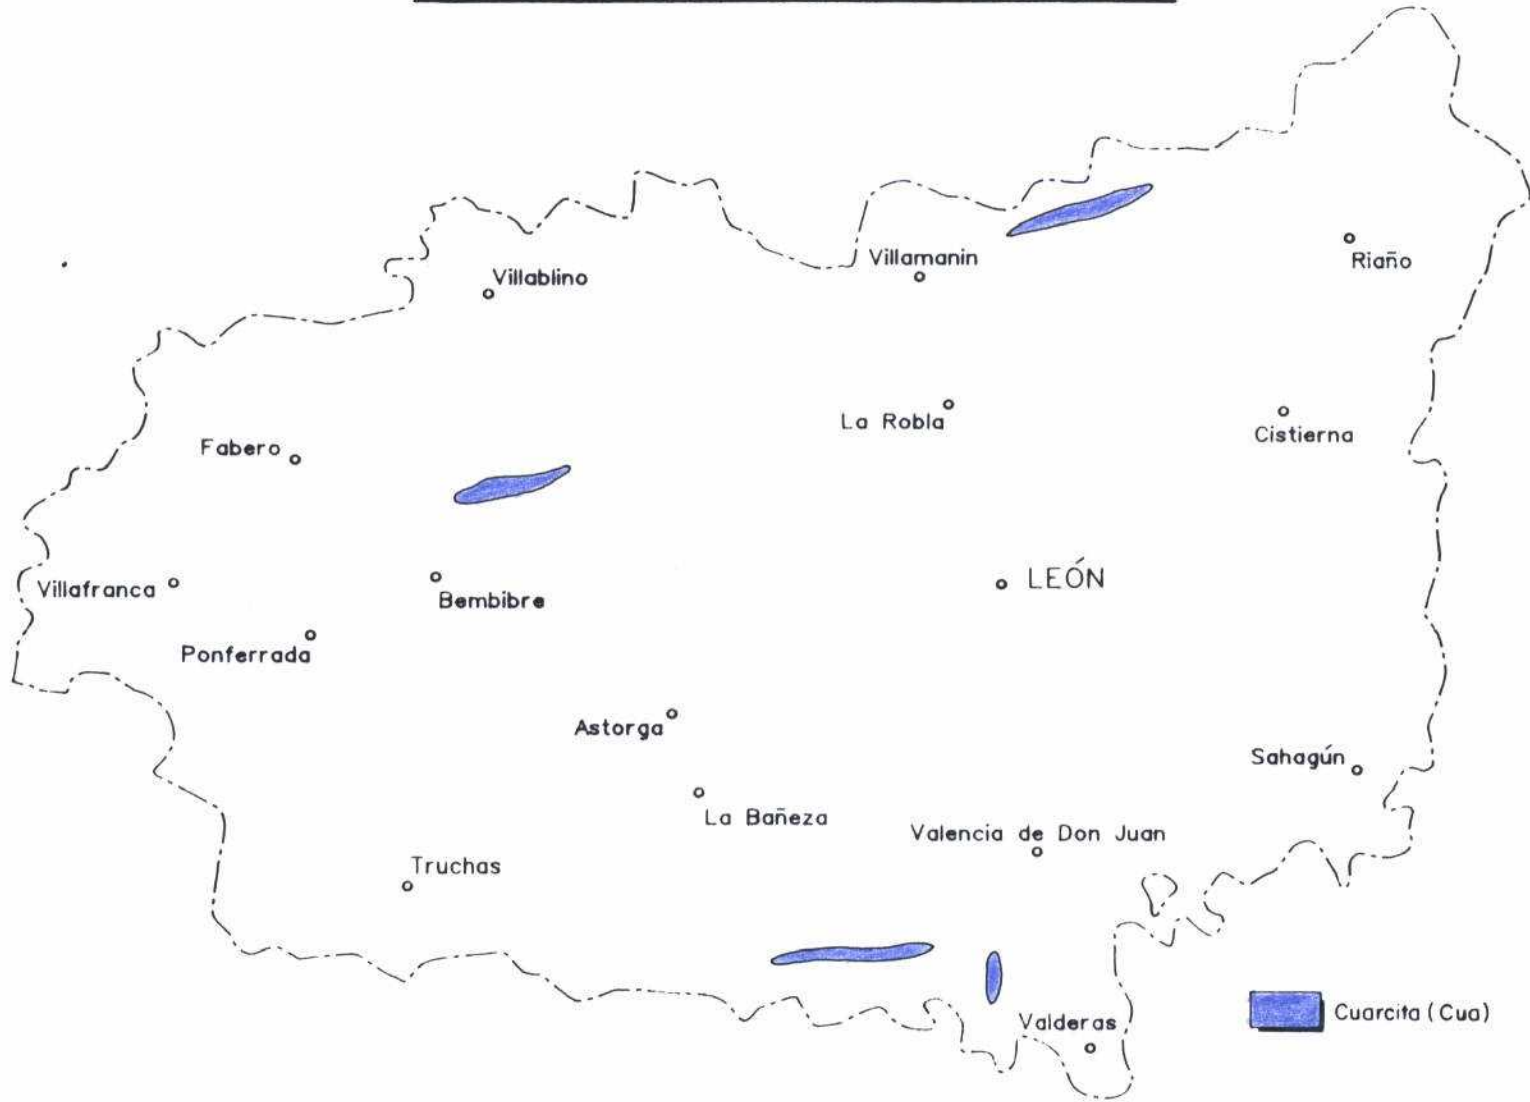 Villablino
Villamanin
Riaño
La Robla
Cistierna
Fabero
Villafranca
Bembibre
LEÓN
Ponferrada
Astorga
Sahagún
La Bañeza
Valencia de Don Juan
Truchas
Cuarcita (Cua)
Valderas